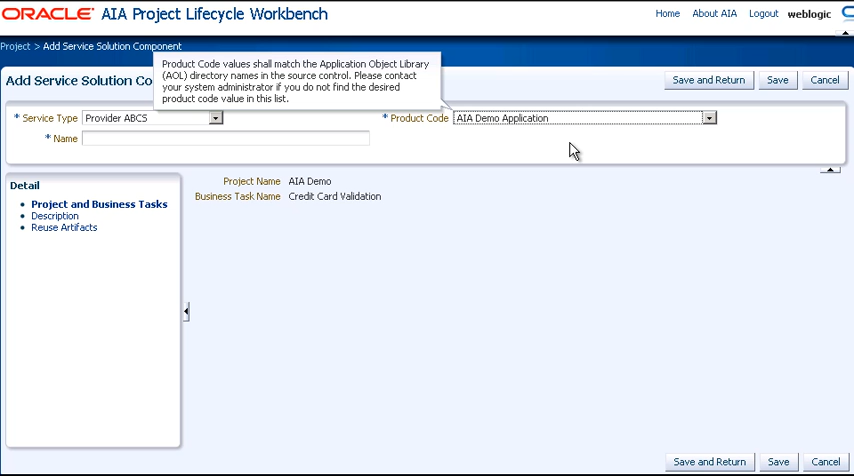 ORACLE AIA Project Lifecycle Workbench
Home About AIA Logout weblogic
Project > Add Service Solution Component
Product Code values shall match the Application Object Library
(AOL) directory names in the source control. Please contact
your system administrator if you do not find the desired
product code value in this list.
Add Service Solution Co
Save and Return Save Cancel
* Service Type Provider ABCS
* Product Code AIA Demo Application
* Name
Detail
Project and Business Tasks
Description
Reuse Artifacts
Project Name AIA Demo
Business Task Name Credit Card Validation
Save and Return Save Cancel